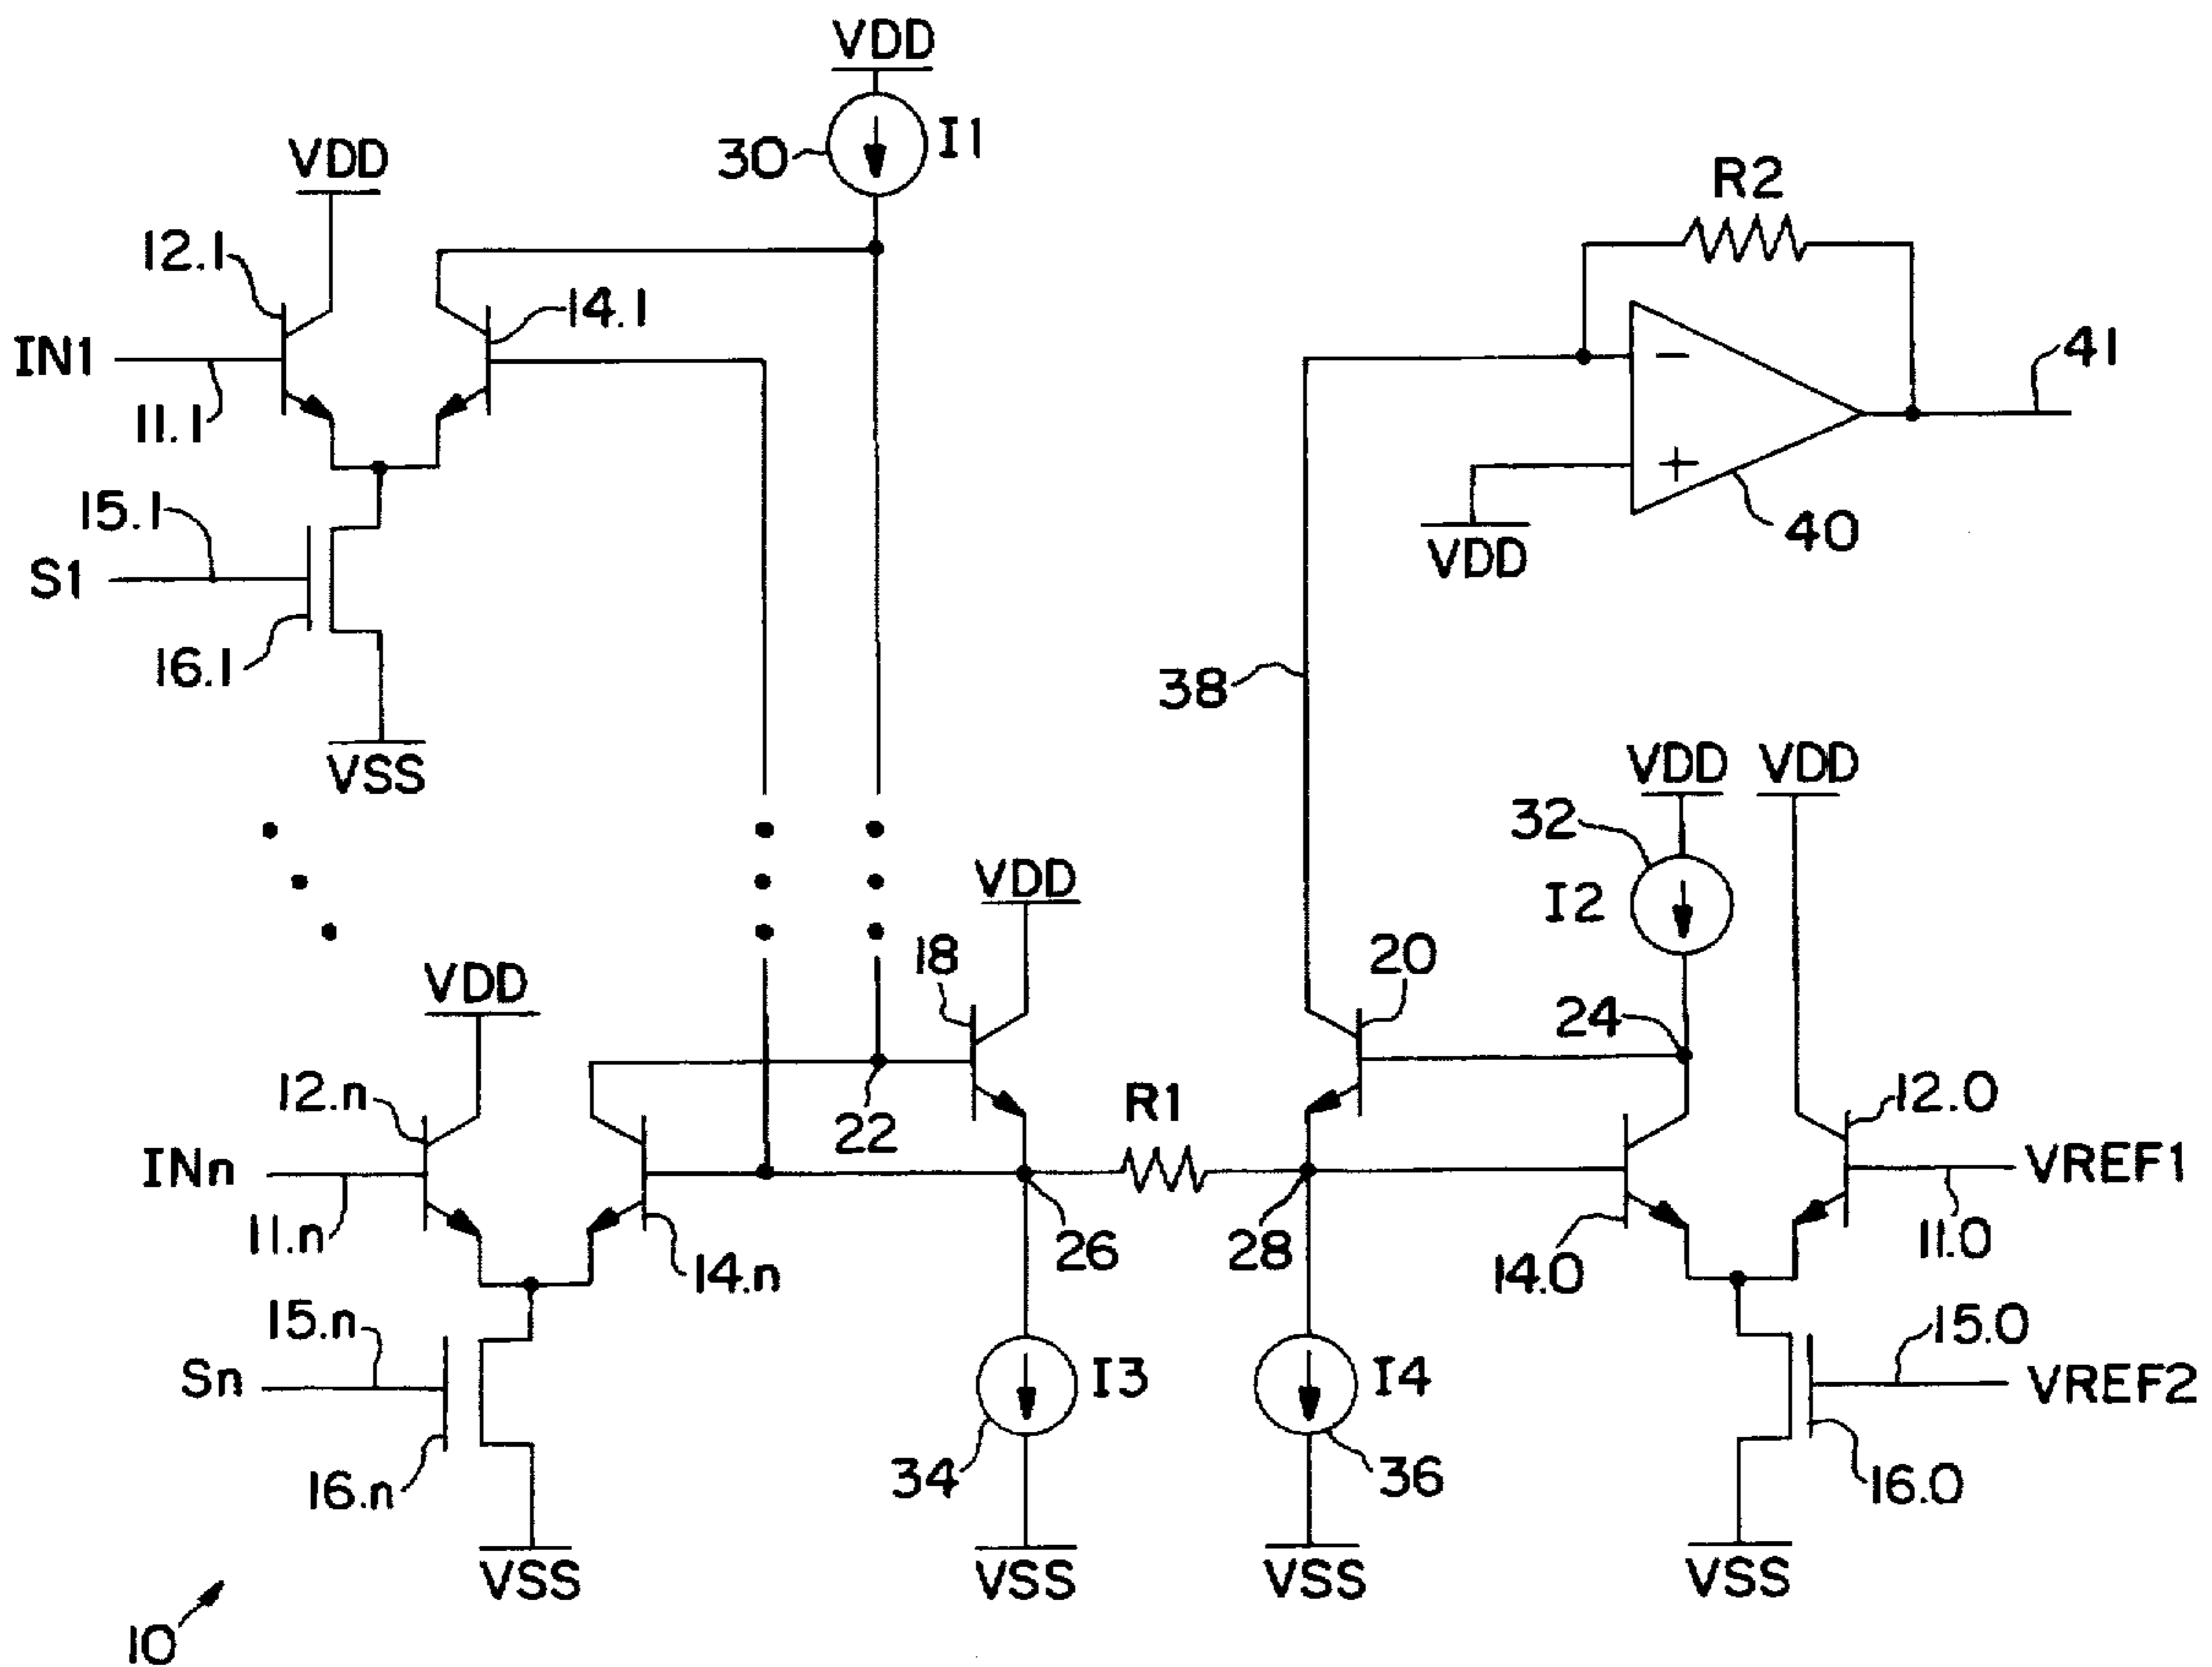 VDD
30
I1
VDD
R2
12.1
14.1
41
IN1
−
11.1
+
15.1
VDD
40
S1
16.1
38
VSS
VDD
VDD
32
I2
VDD
18
20
VDD
24
12.n
R1
12.0
22
INn
VREF1
11.n
26
28
11.0
14.n
14.0
15.n
15.0
Sn
I3
I4
VREF2
16.n
34
36
16.0
VSS
VSS
VSS
VSS
10